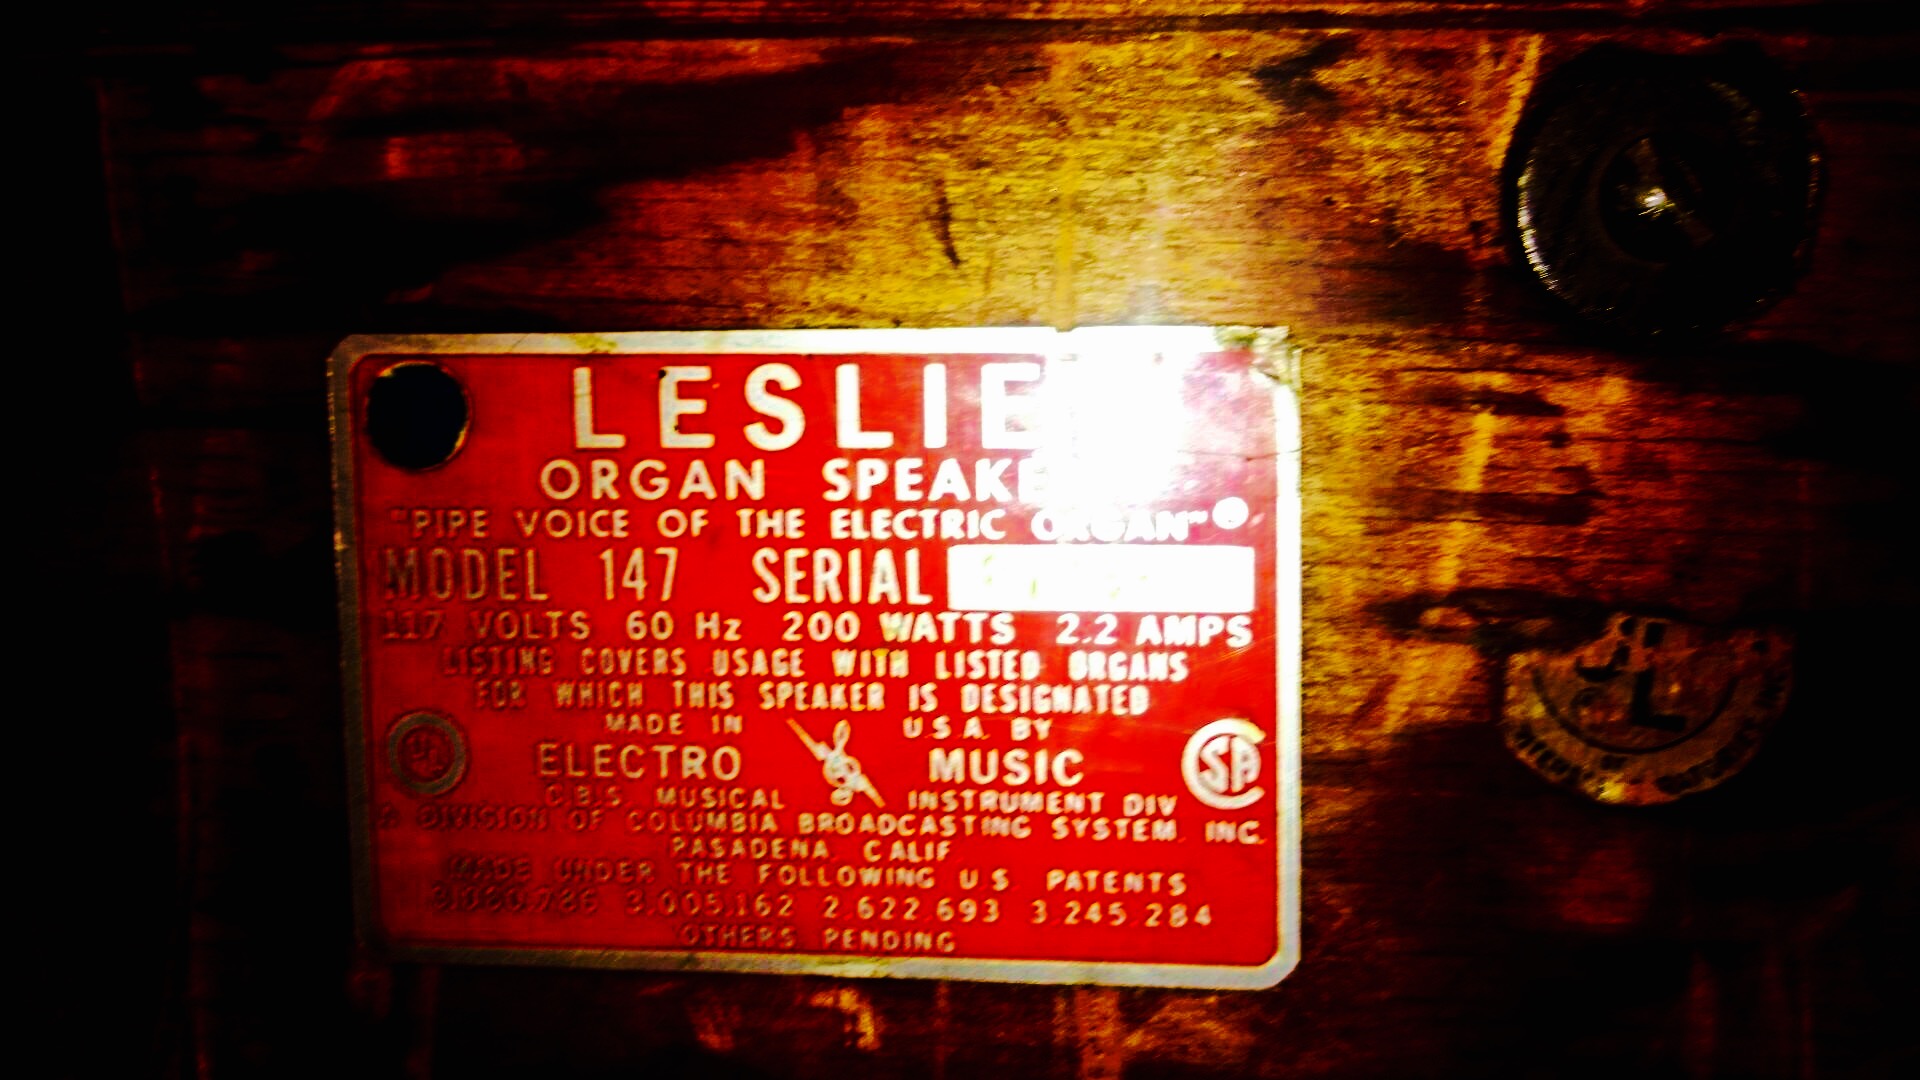 LESLIE
ORGAN SPEAKE
"PIPE VOICE OF THE ELECTRIC ORGAN"®
MODEL 147 SERIAL
117 VOLTS 60 Hz 200 WATTS 2.2 AMPS
LISTING COVERS USAGE WITH LISTED ORGANS
FOR WHICH THIS SPEAKER IS DESIGNATED
MADE IN U.S.A. BY
UL
ELECTRO MUSIC
SA
C.B.S. MUSICAL INSTRUMENT DIV
A DIVISION OF COLUMBIA BROADCASTING SYSTEM, INC.
PASADENA, CALIF
MADE UNDER THE FOLLOWING U.S. PATENTS
3,005,162 2,622,693 3,245,284
OTHERS PENDING